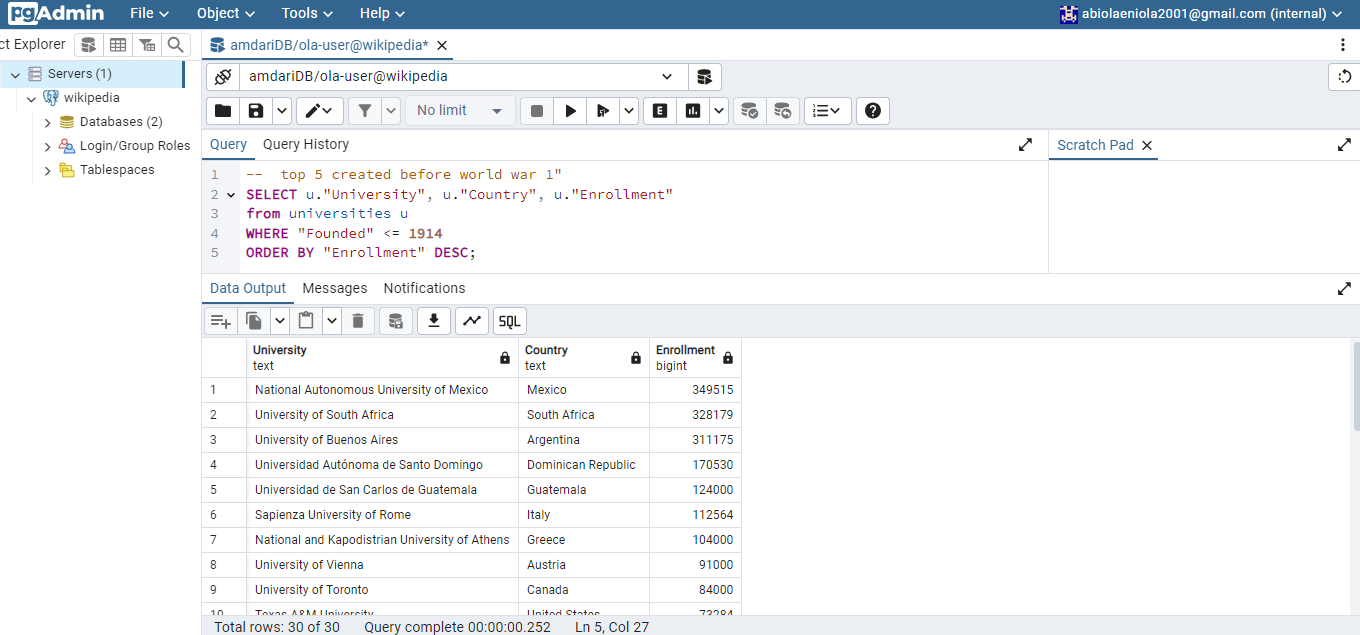 pgAdmin File Object Tools Help abiolaeniola2001@gmail.com (internal)
ct Explorer
amdariDB/ola-user@wikipedia*
Servers (1)
wikipedia
Databases (2)
Login/Group Roles
Tablespaces
amdariDB/ola-user@wikipedia
No limit
E
Query Query History
Scratch Pad
1 -- top 5 created before world war 1"
2 SELECT u."University", u."Country", u."Enrollment"
3 from universities u
4 WHERE "Founded" <= 1914
5 ORDER BY "Enrollment" DESC;
Data Output Messages Notifications
SQL
University Country Enrollment
text text bigint
1 National Autonomous University of Mexico Mexico 349515
2 University of South Africa South Africa 328179
3 University of Buenos Aires Argentina 311175
4 Universidad Autónoma de Santo Domingo Dominican Republic 170530
5 Universidad de San Carlos de Guatemala Guatemala 124000
6 Sapienza University of Rome Italy 112564
7 National and Kapodistrian University of Athens Greece 104000
8 University of Vienna Austria 91000
9 University of Toronto Canada 84000
10 Texas A&M University United States 73284
Total rows: 30 of 30 Query complete 00:00:00.252 Ln 5, Col 27